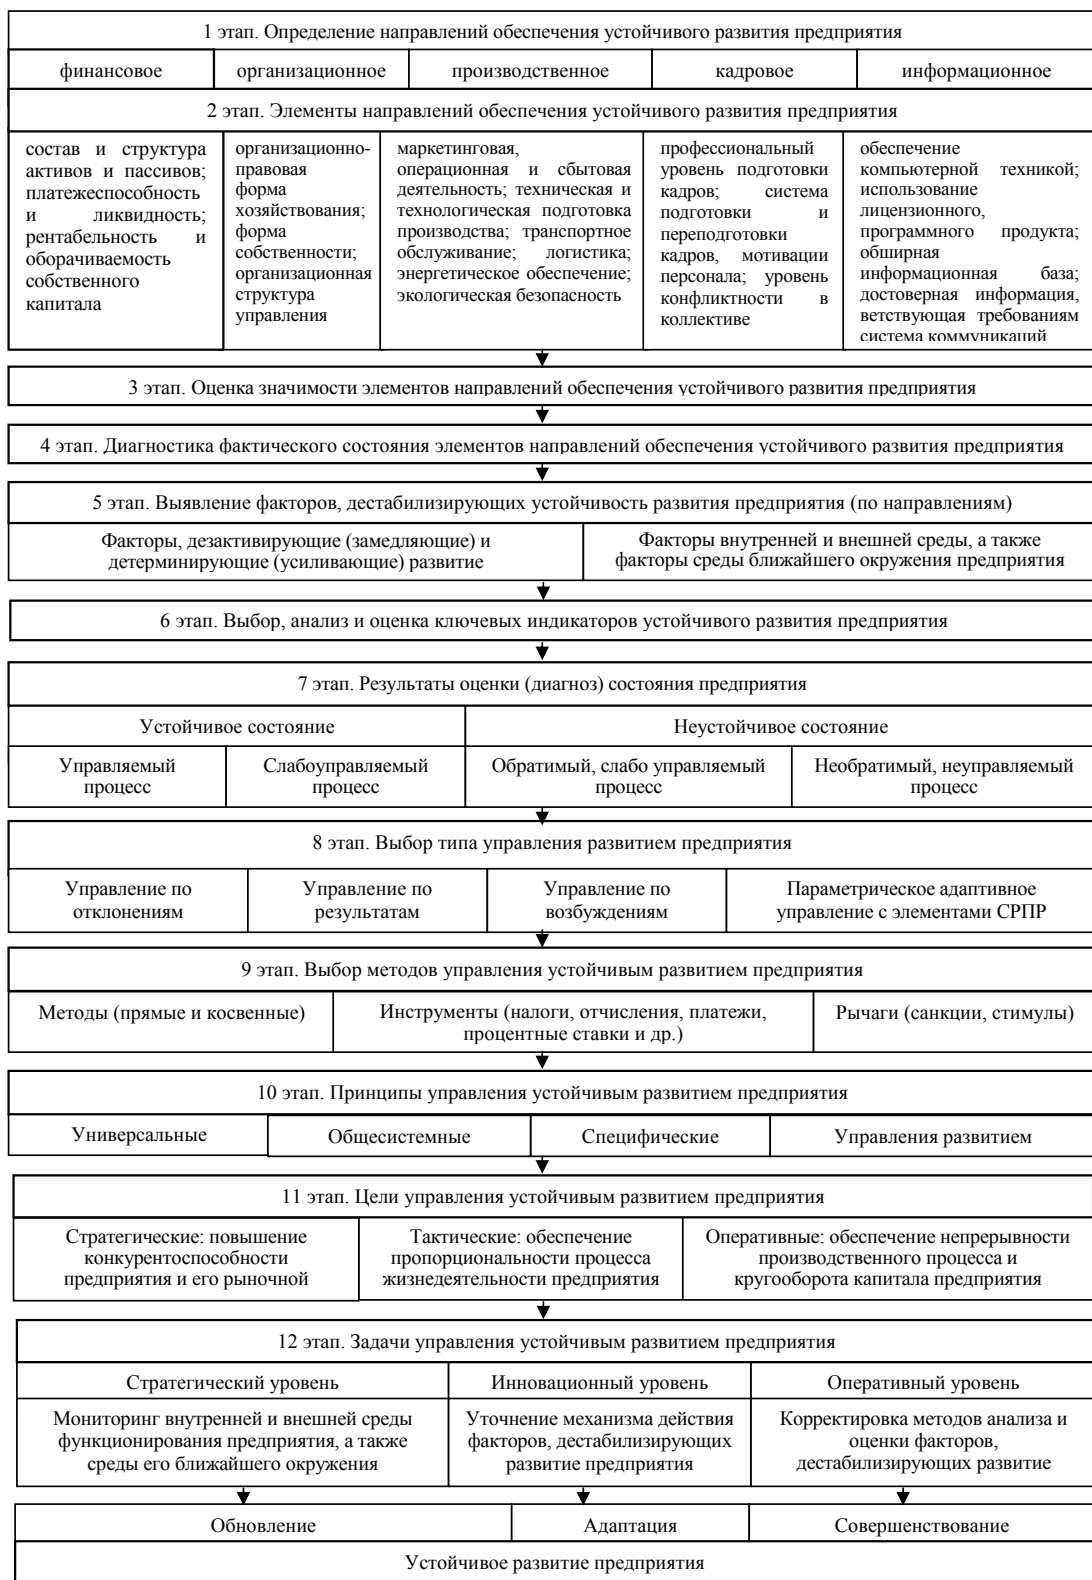 1 этап. Определение направлений обеспечения устойчивого развития предприятия
финансовое
организационное
производственное
кадровое
информационное
2 этап. Элементы направлений обеспечения устойчивого развития предприятия
состав и структура
активов и пассивов;
платежеспособность
и ликвидность;
рентабельность и
оборачиваемость
собственного
капитала
организационно-
правовая
форма
хозяйствования;
форма
собственности;
организационная
структура
управления
маркетинговая,
операционная и сбытовая
деятельность; техническая и
технологическая подготовка
производства; транспортное
обслуживание; логистика;
энергетическое обеспечение;
экологическая безопасность
профессиональный
уровень подготовки
кадров; система
подготовки и
переподготовки
кадров, мотивации
персонала; уровень
конфликтности в
коллективе
обеспечение
компьютерной техникой;
использование
лицензионного,
программного продукта;
обширная
информационная база;
достоверная информация,
ветствующая требованиям
система коммуникаций
3 этап. Оценка значимости элементов направлений обеспечения устойчивого развития предприятия
4 этап. Диагностика фактического состояния элементов направлений обеспечения устойчивого развития предприятия
5 этап. Выявление факторов, дестабилизирующих устойчивость развития предприятия (по направлениям)
Факторы, дезактивирующие (замедляющие) и
детерминирующие (усиливающие) развитие
Факторы внутренней и внешней среды, а также
факторы среды ближайшего окружения предприятия
6 этап. Выбор, анализ и оценка ключевых индикаторов устойчивого развития предприятия
7 этап. Результаты оценки (диагноз) состояния предприятия
Устойчивое состояние
Неустойчивое состояние
Управляемый
процесс
Слабоуправляемый
процесс
Обратимый, слабо управляемый
процесс
Необратимый, неуправляемый
процесс
8 этап. Выбор типа управления развитием предприятия
Управление по
отклонениям
Управление по
результатам
Управление по
возбуждениям
Параметрическое адаптивное
управление с элементами СРПР
9 этап. Выбор методов управления устойчивым развитием предприятия
Методы (прямые и косвенные)
Инструменты (налоги, отчисления, платежи,
процентные ставки и др.)
Рычаги (санкции, стимулы)
10 этап. Принципы управления устойчивым развитием предприятия
Универсальные
Общесистемные
Специфические
Управления развитием
11 этап. Цели управления устойчивым развитием предприятия
Стратегические: повышение
конкурентоспособности
предприятия и его рыночной
Тактические: обеспечение
пропорциональности процесса
жизнедеятельности предприятия
Оперативные: обеспечение непрерывности
производственного процесса и
кругооборота капитала предприятия
12 этап. Задачи управления устойчивым развитием предприятия
Стратегический уровень
Инновационный уровень
Оперативный уровень
Мониторинг внутренней и внешней среды
функционирования предприятия, а также
среды его ближайшего окружения
Уточнение механизма действия
факторов, дестабилизирующих
развитие предприятия
Корректировка методов анализа и
оценки факторов,
дестабилизирующих развитие
Обновление
Адаптация
Совершенствование
Устойчивое развитие предприятия